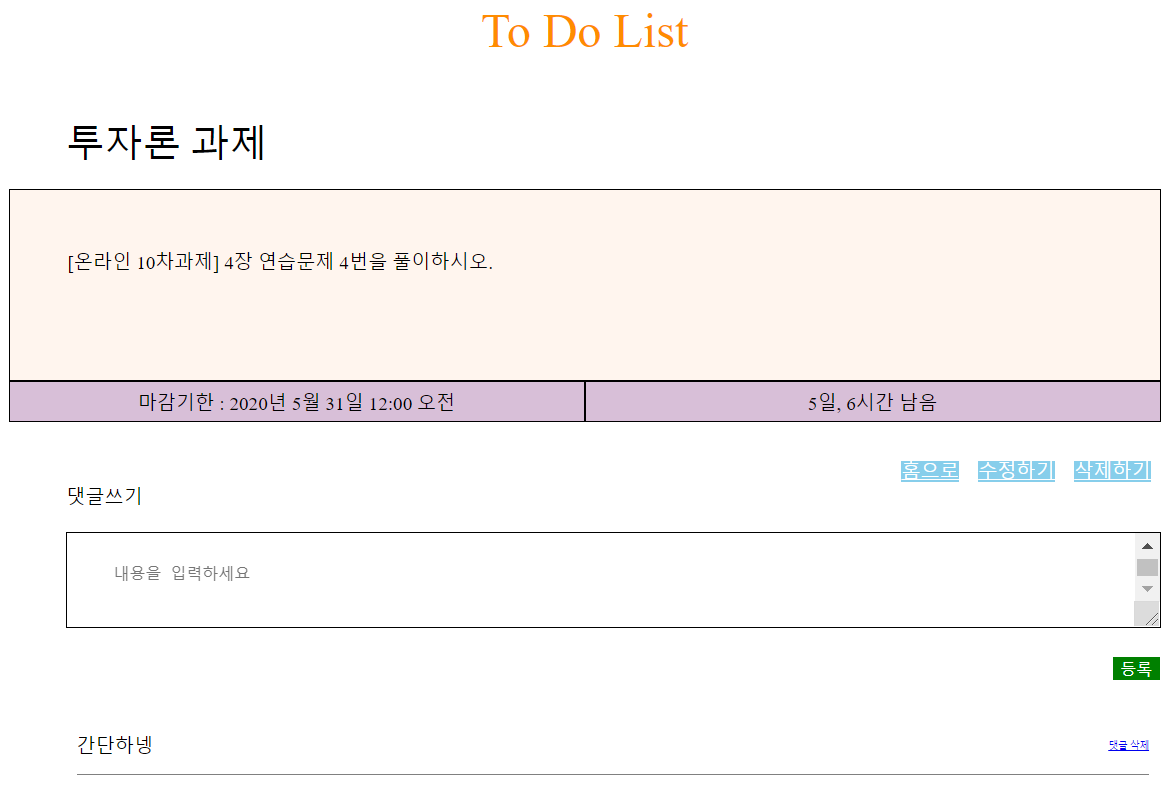 To Do List
투자론 과제
[온라인 10차과제] 4장 연습문제 4번을 풀이하시오.
마감기한 : 2020년 5월 31일 12:00 오전
5일, 6시간 남음
홈으로 수정하기 삭제하기
댓글쓰기
내용을 입력하세요
등록
간단하넹
댓글 삭제